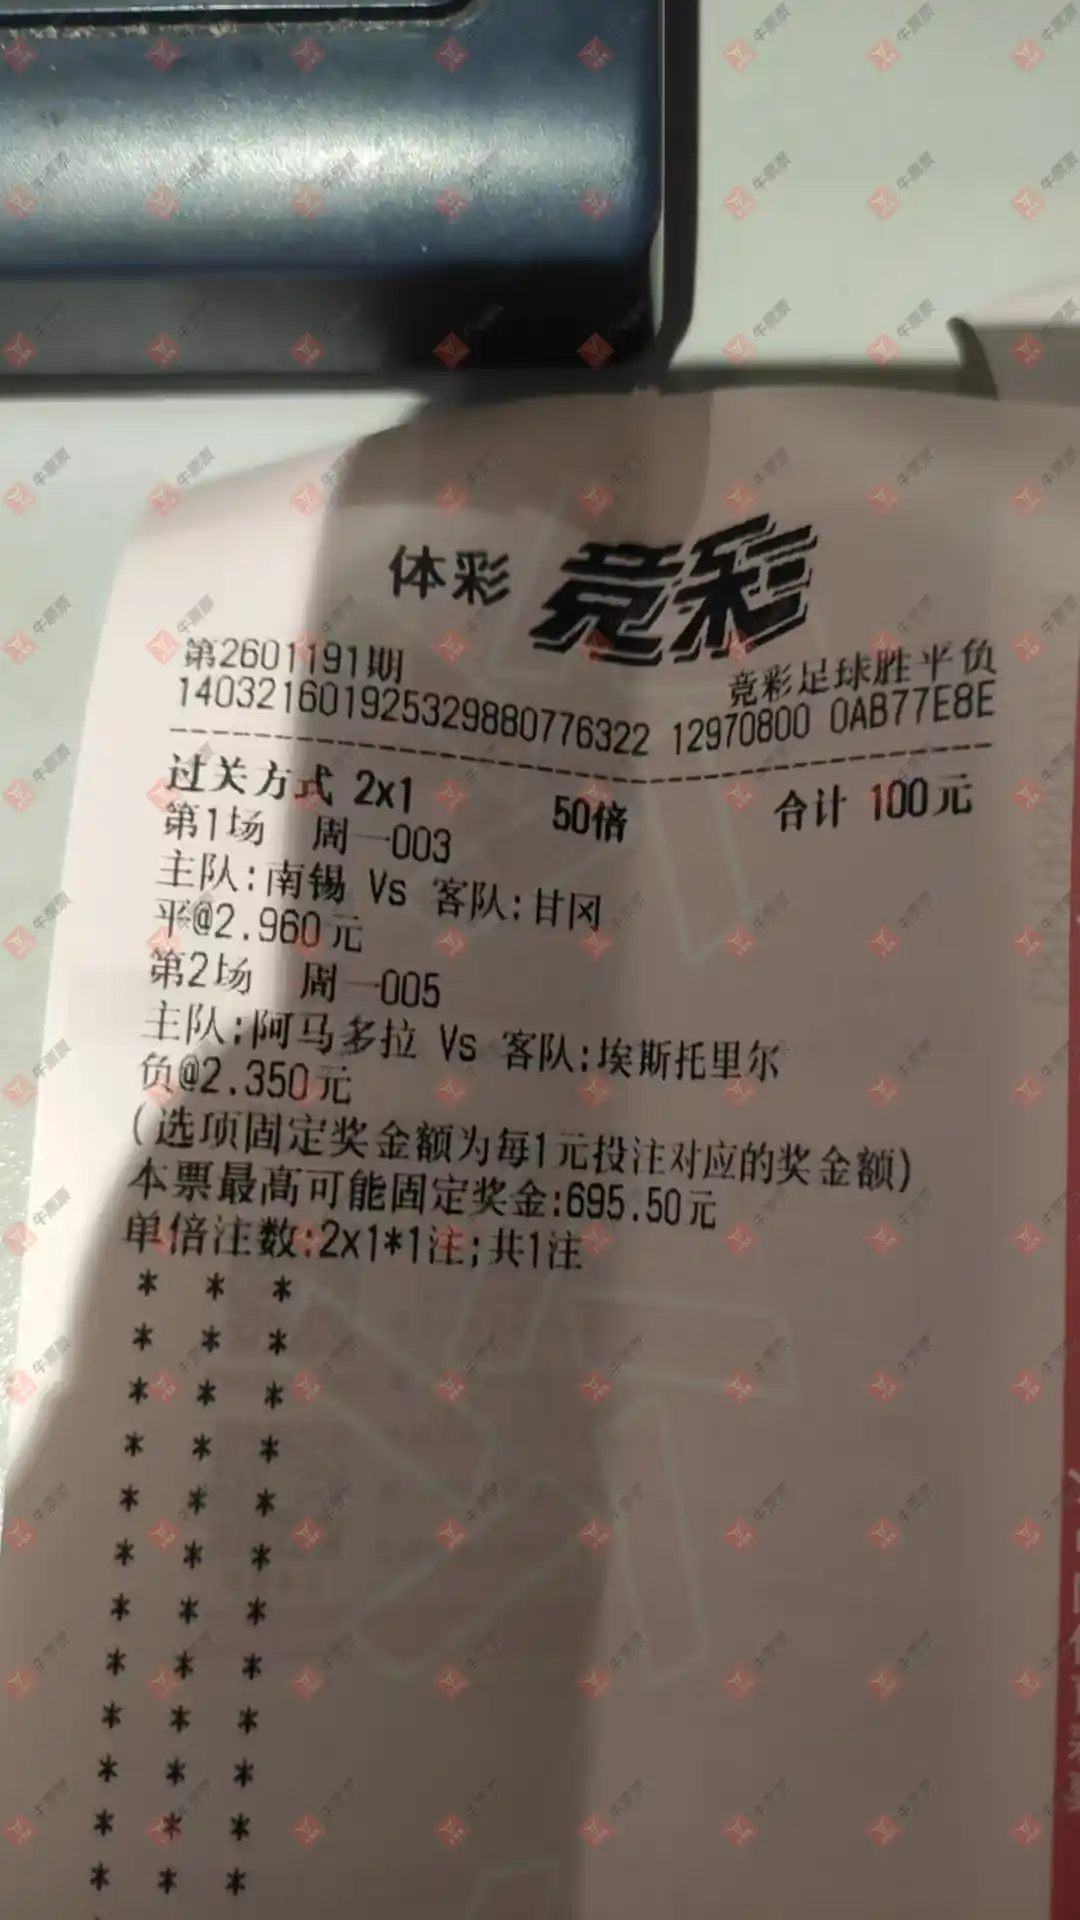 体彩 竞彩
第2601191期 竞彩足球胜平负
140321601925329880776322 12970800 0AB77E8E
过关方式 2x1 50倍 合计 100元
第1场 周一003
主队:南锡 Vs 客队:甘冈
平@2.960元
第2场 周一005
主队:阿马多拉 Vs 客队:埃斯托里尔
负@2.350元
(选项固定奖金额为每1元投注对应的奖金额)
本票最高可能固定奖金:695.50元
单倍注数:2x1*1注;共1注
* * *
* * *
* * *
* * *
* * *
* * *
* * *
* * *
* * *
* * *
* * *
* * *
牛票票